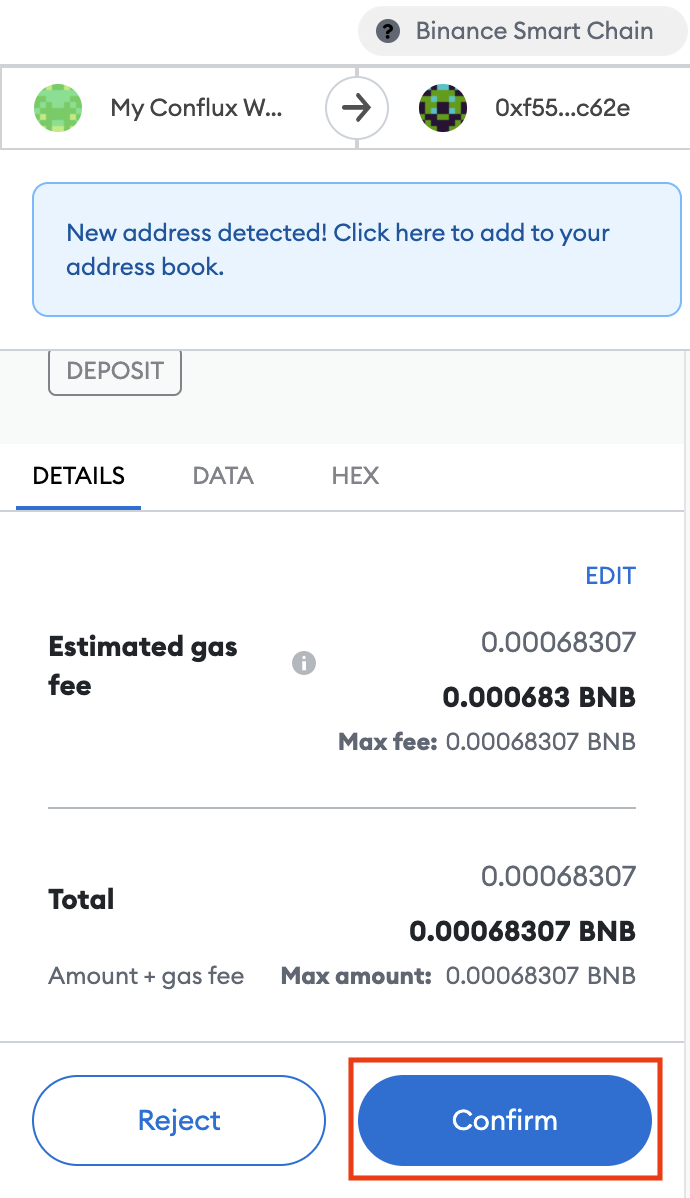 Binance Smart Chain
My Conflux W...
0xf55...c62e
New address detected! Click here to add to your
address book.
DEPOSIT
DETAILS DATA HEX
EDIT
Estimated gas
fee
0.00068307
0.000683 BNB
Max fee: 0.00068307 BNB
Total
0.00068307
0.00068307 BNB
Amount + gas fee Max amount: 0.00068307 BNB
Reject Confirm